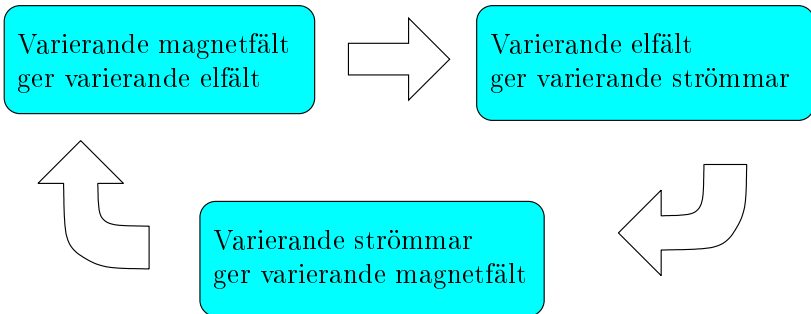 Varierande magnetfält
ger varierande elfält
Varierande elfält
ger varierande strömmar
Varierande strömmar
ger varierande magnetfält